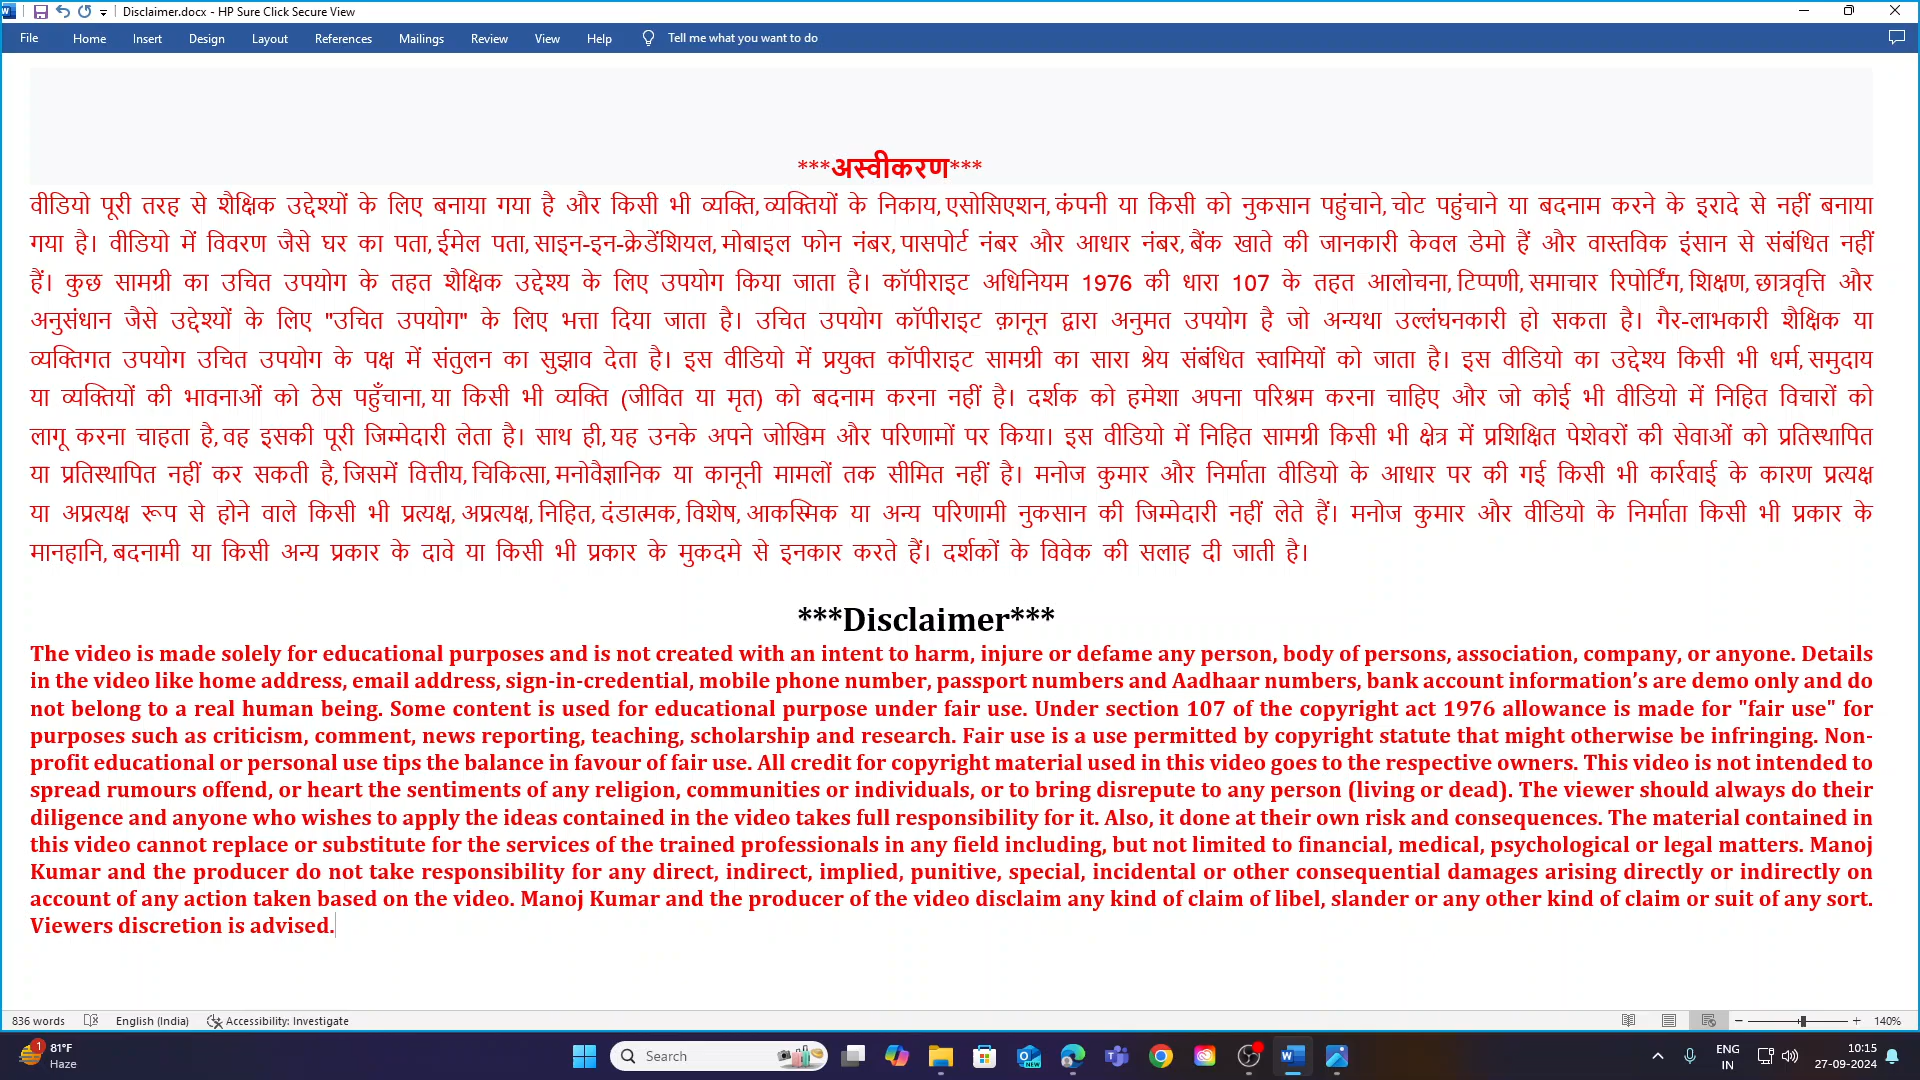 Disclaimer.docx - HP Sure Click Secure View
File Home Insert Design Layout References Mailings Review View Help Tell me what you want to do
***अस्वीकरण***
वीडियो पूरी तरह से शैक्षिक उद्देश्यों के लिए बनाया गया है और किसी भी व्यक्ति, व्यक्तियों के निकाय, एसोसिएशन, कंपनी या किसी को नुकसान पहुंचाने, चोट पहुंचाने या बदनाम करने के इरादे से नहीं बनाया
गया है। वीडियो में विवरण जैसे घर का पता, ईमेल पता, साइन-इन-क्रेडेंशियल, मोबाइल फोन नंबर, पासपोर्ट नंबर और आधार नंबर, बैंक खाते की जानकारी केवल डेमो हैं और वास्तविक इंसान से संबंधित नहीं
हैं। कुछ सामग्री का उचित उपयोग के तहत शैक्षिक उद्देश्य के लिए उपयोग किया जाता है। कॉपीराइट अधिनियम 1976 की धारा 107 के तहत आलोचना, टिप्पणी, समाचार रिपोर्टिंग, शिक्षण, छात्रवृत्ति और
अनुसंधान जैसे उद्देश्यों के लिए "उचित उपयोग" के लिए भत्ता दिया जाता है। उचित उपयोग कॉपीराइट क़ानून द्वारा अनुमत उपयोग है जो अन्यथा उल्लंघनकारी हो सकता है। गैर-लाभकारी शैक्षिक या
व्यक्तिगत उपयोग उचित उपयोग के पक्ष में संतुलन का सुझाव देता है। इस वीडियो में प्रयुक्त कॉपीराइट सामग्री का सारा श्रेय संबंधित स्वामियों को जाता है। इस वीडियो का उद्देश्य किसी भी धर्म, समुदाय
या व्यक्तियों की भावनाओं को ठेस पहुँचाना, या किसी भी व्यक्ति (जीवित या मृत) को बदनाम करना नहीं है। दर्शक को हमेशा अपना परिश्रम करना चाहिए और जो कोई भी वीडियो में निहित विचारों को
लागू करना चाहता है, वह इसकी पूरी जिम्मेदारी लेता है। साथ ही, यह उनके अपने जोखिम और परिणामों पर किया। इस वीडियो में निहित सामग्री किसी भी क्षेत्र में प्रशिक्षित पेशेवरों की सेवाओं को प्रतिस्थापित
या प्रतिस्थापित नहीं कर सकती है, जिसमें वित्तीय, चिकित्सा, मनोवैज्ञानिक या कानूनी मामलों तक सीमित नहीं है। मनोज कुमार और निर्माता वीडियो के आधार पर की गई किसी भी कार्रवाई के कारण प्रत्यक्ष
या अप्रत्यक्ष रूप से होने वाले किसी भी प्रत्यक्ष, अप्रत्यक्ष, निहित, दंडात्मक, विशेष, आकस्मिक या अन्य परिणामी नुकसान की जिम्मेदारी नहीं लेते हैं। मनोज कुमार और वीडियो के निर्माता किसी भी प्रकार के
मानहानि, बदनामी या किसी अन्य प्रकार के दावे या किसी भी प्रकार के मुकदमे से इनकार करते हैं। दर्शकों के विवेक की सलाह दी जाती है।
***Disclaimer***
The video is made solely for educational purposes and is not created with an intent to harm, injure or defame any person, body of persons, association, company, or anyone. Details
in the video like home address, email address, sign-in-credential, mobile phone number, passport numbers and Aadhaar numbers, bank account information’s are demo only and do
not belong to a real human being. Some content is used for educational purpose under fair use. Under section 107 of the copyright act 1976 allowance is made for "fair use" for
purposes such as criticism, comment, news reporting, teaching, scholarship and research. Fair use is a use permitted by copyright statute that might otherwise be infringing. Non-
profit educational or personal use tips the balance in favour of fair use. All credit for copyright material used in this video goes to the respective owners. This video is not intended to
spread rumours offend, or heart the sentiments of any religion, communities or individuals, or to bring disrepute to any person (living or dead). The viewer should always do their
diligence and anyone who wishes to apply the ideas contained in the video takes full responsibility for it. Also, it done at their own risk and consequences. The material contained in
this video cannot replace or substitute for the services of the trained professionals in any field including, but not limited to financial, medical, psychological or legal matters. Manoj
Kumar and the producer do not take responsibility for any direct, indirect, implied, punitive, special, incidental or other consequential damages arising directly or indirectly on
account of any action taken based on the video. Manoj Kumar and the producer of the video disclaim any kind of claim of libel, slander or any other kind of claim or suit of any sort.
Viewers discretion is advised.
836 words English (India) Accessibility: Investigate 140%
1 81°F Search ENG 10:15
Haze IN 27-09-2024